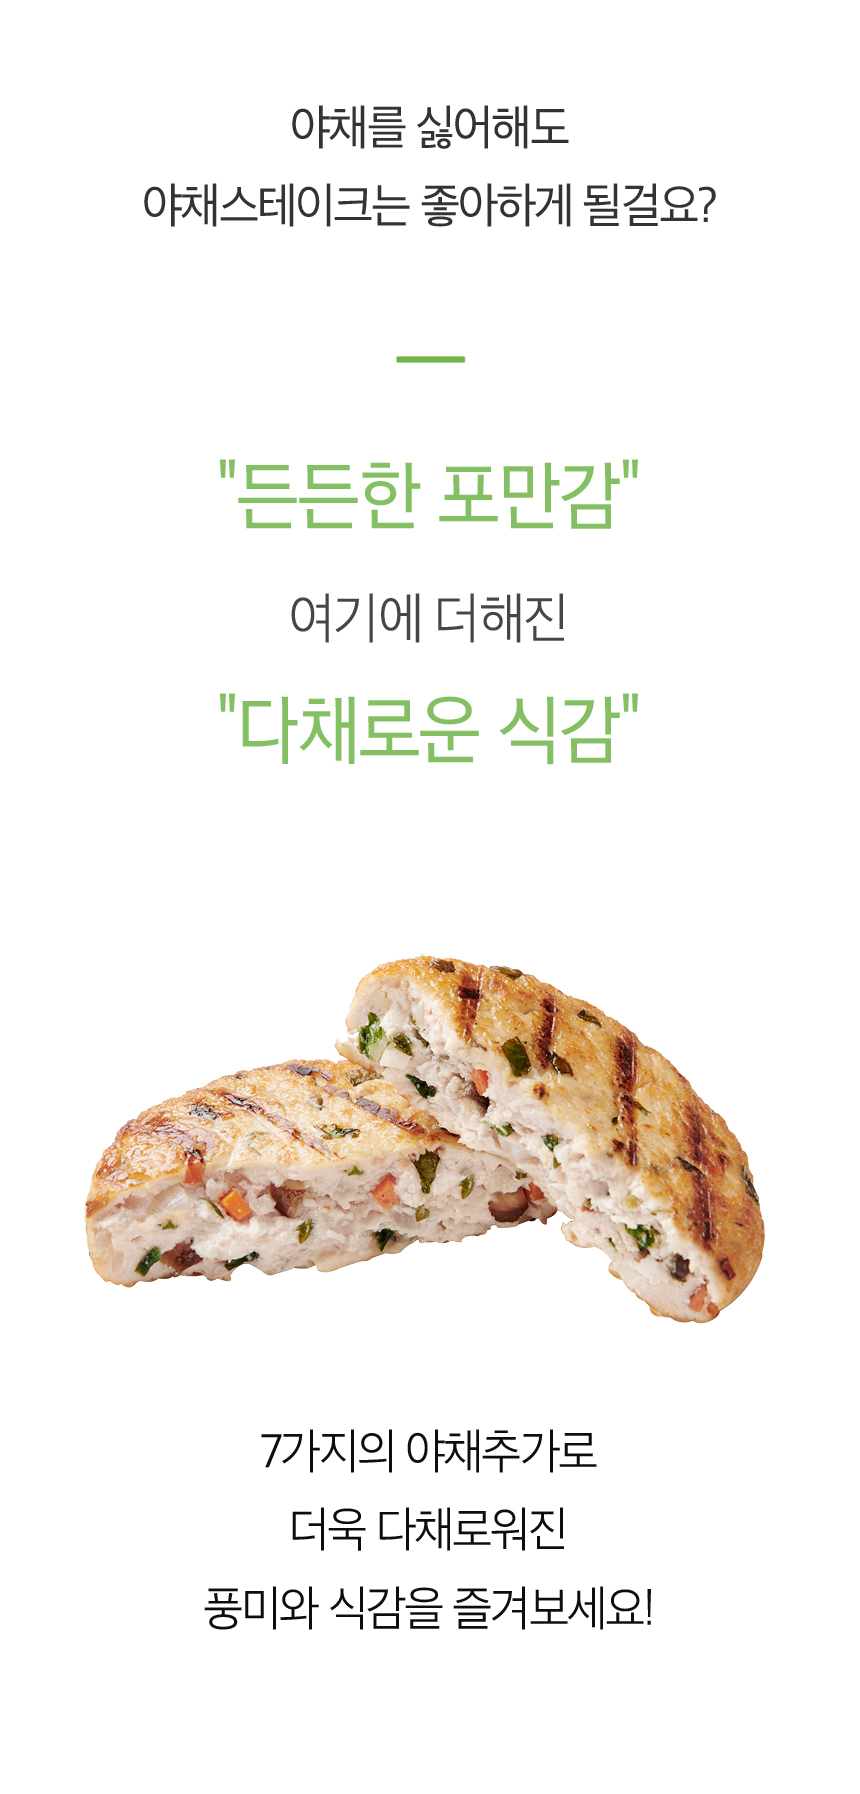 야채를 싫어해도
야채스테이크는 좋아하게 될걸요?
"든든한 포만감"
여기에 더해진
"다채로운 식감"
7가지의 야채추가로
더욱 다채로워진
풍미와 식감을 즐겨보세요!